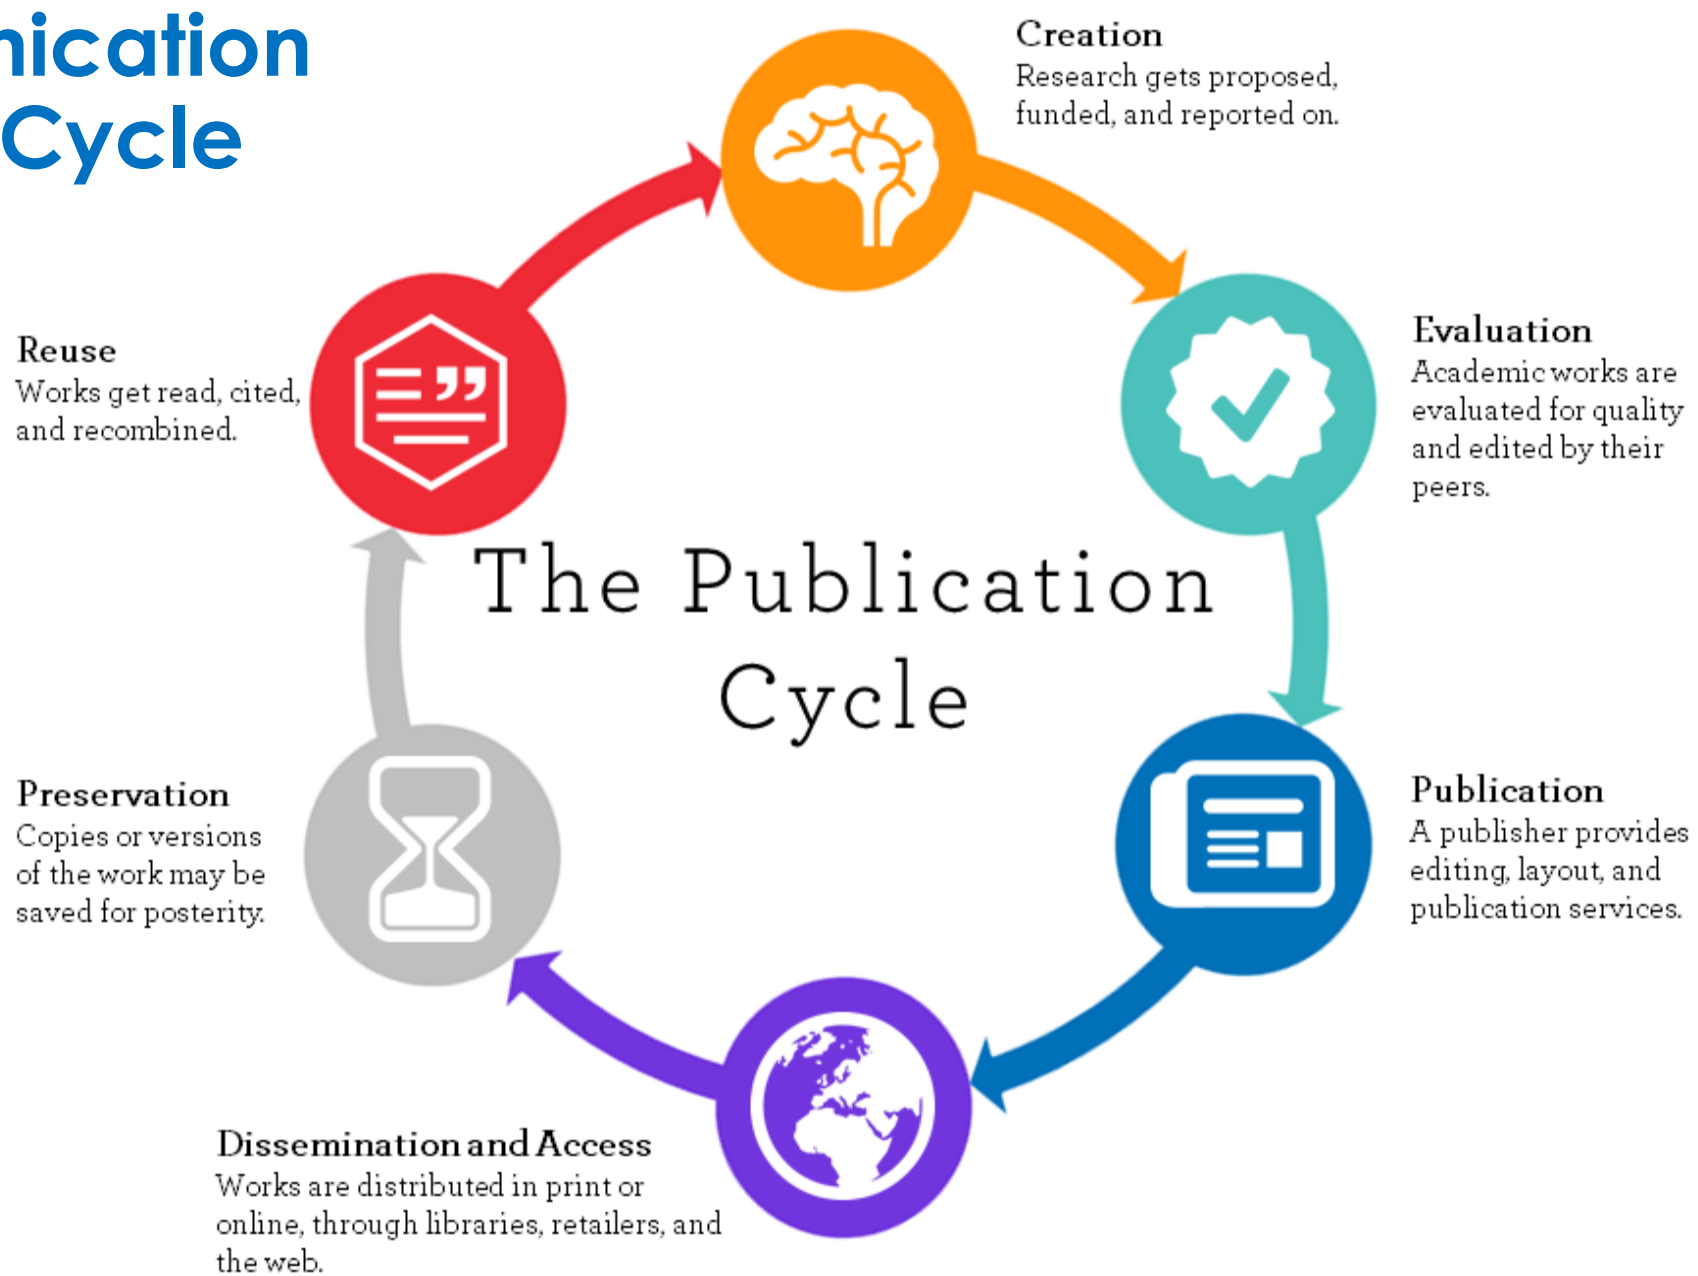 nication
Cycle
Creation
Research gets proposed,
funded, and reported on.
Evaluation
Academic works are
evaluated for quality
and edited by their
peers.
Publication
A publisher provides
editing, layout, and
publication services.
Dissemination and Access
Works are distributed in print or
online, through libraries, retailers, and
the web.
Preservation
Copies or versions
of the work may be
saved for posterity.
Reuse
Works get read, cited,
and recombined.
The Publication
Cycle